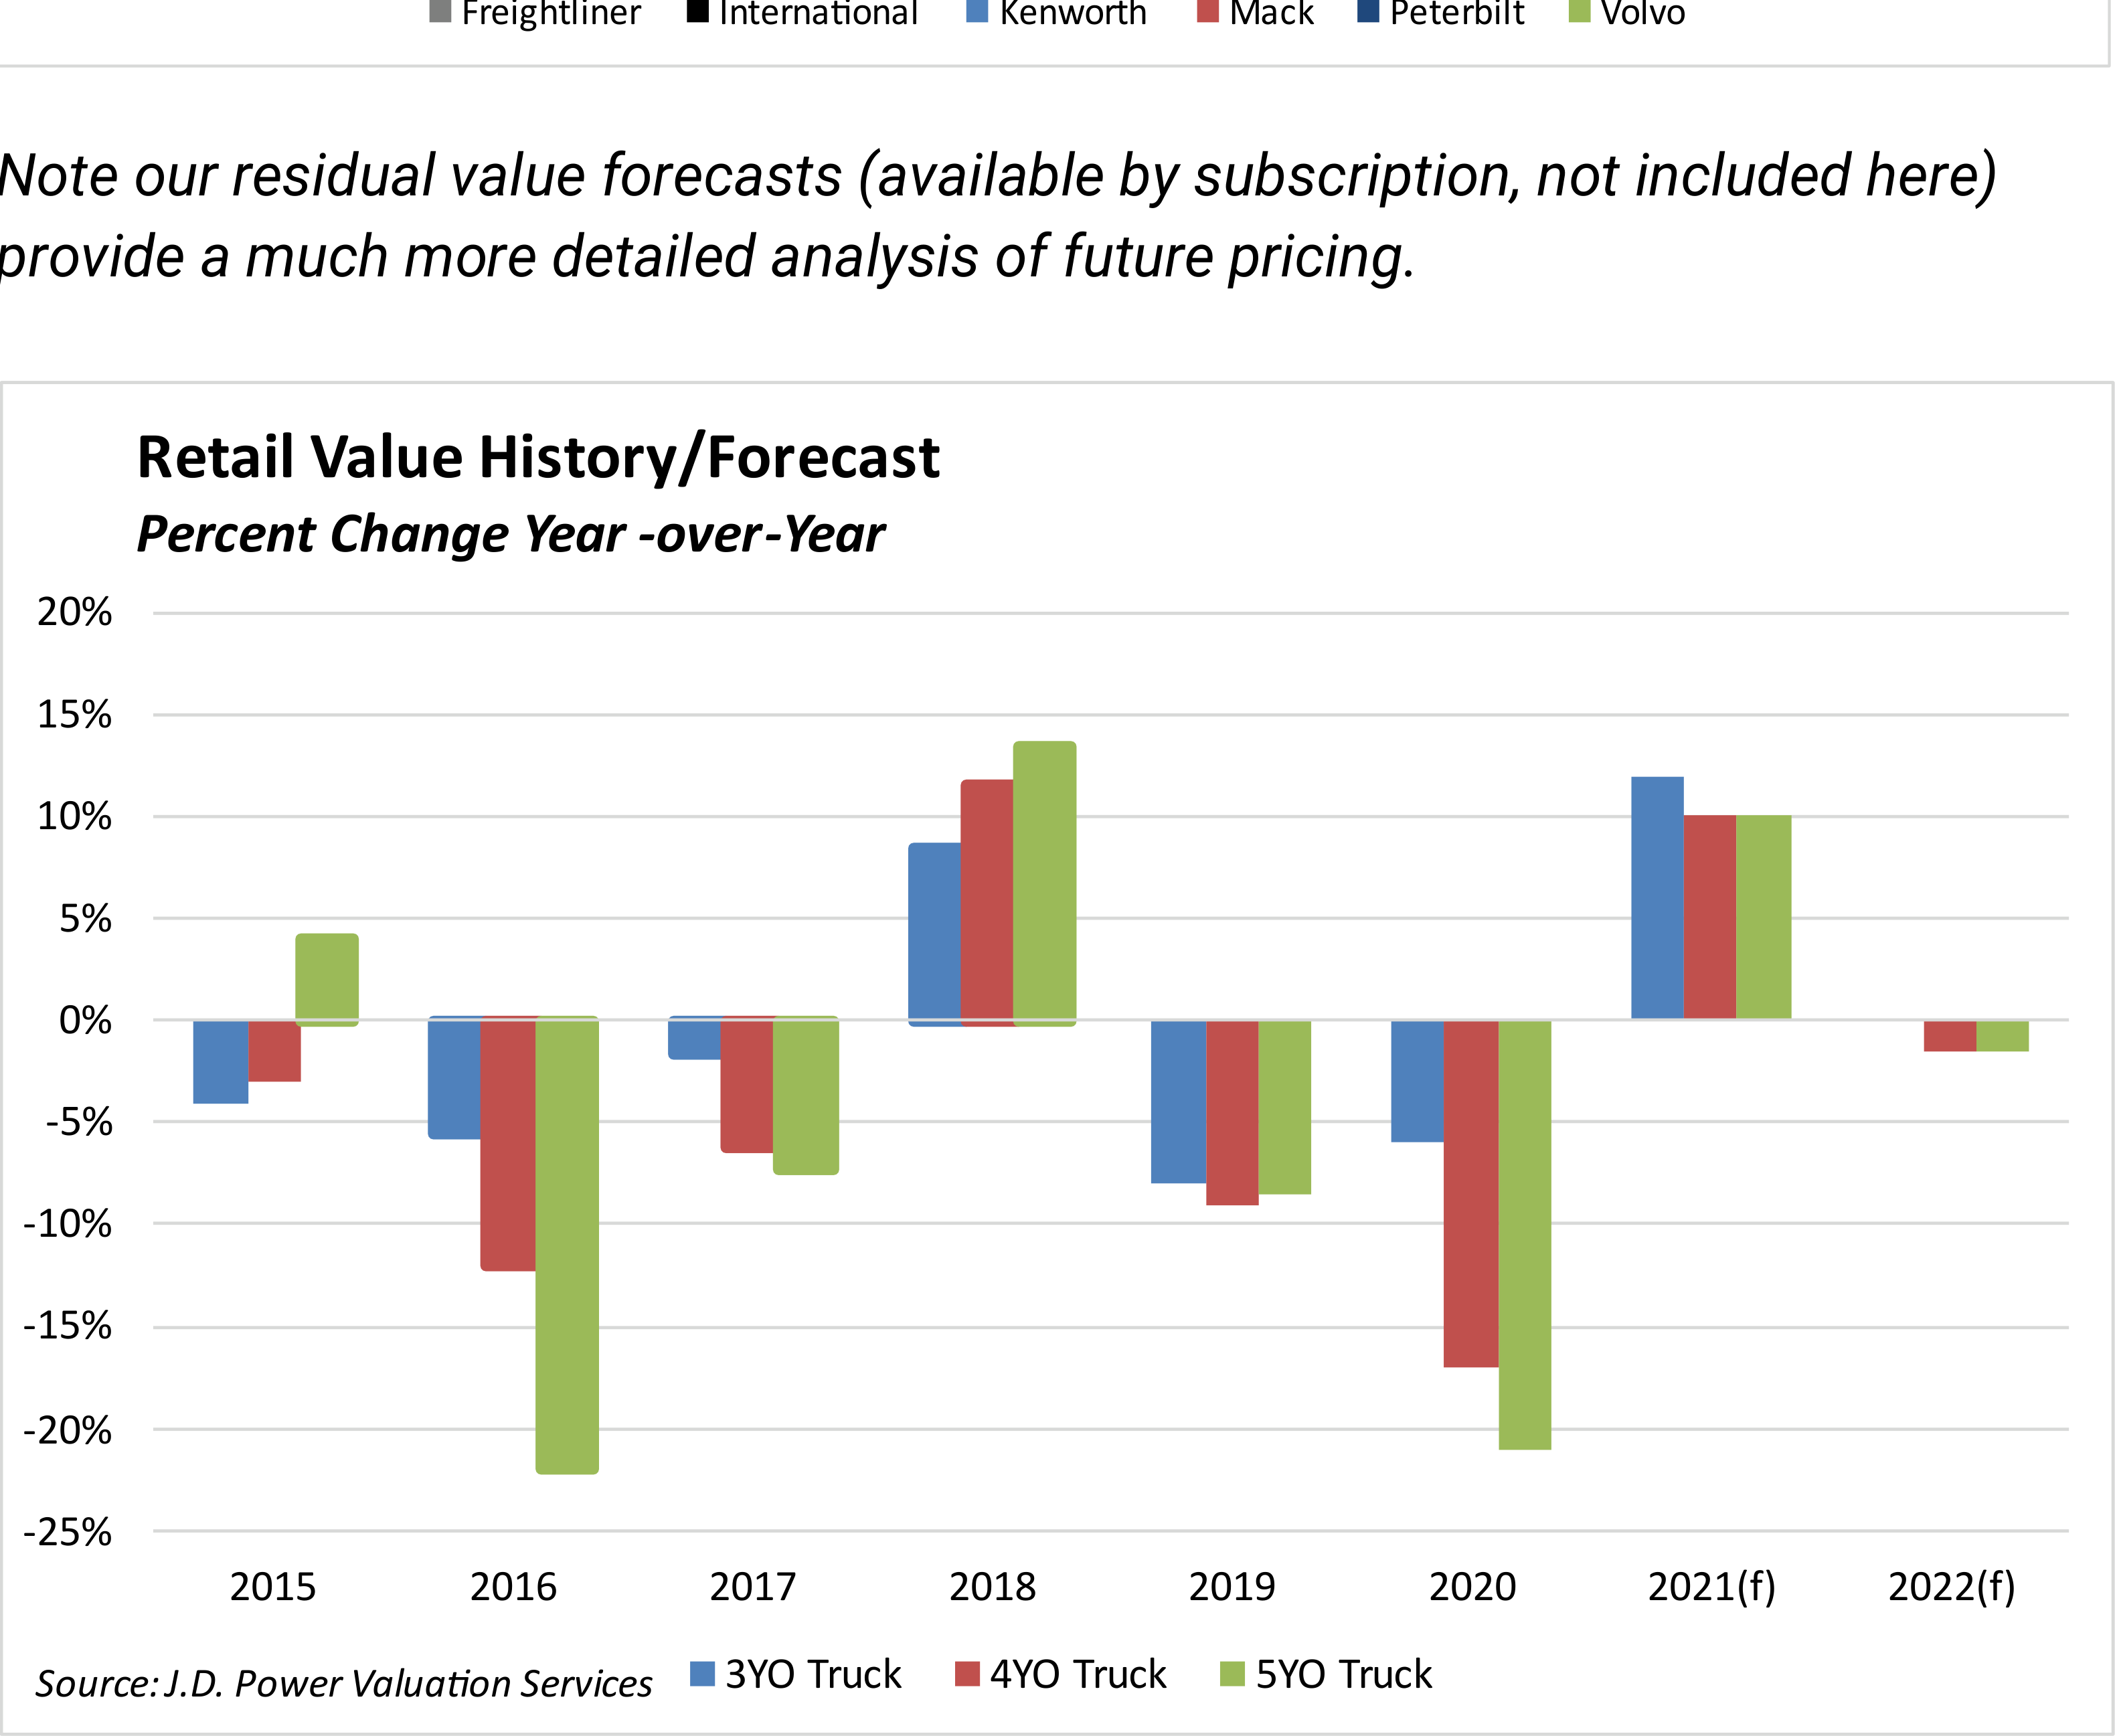 Freightliner International Kenworth Mack Peterbilt Volvo
Note our residual value forecasts (available by subscription, not included here)
provide a much more detailed analysis of future pricing.
Retail Value History/Forecast
Percent Change Year -over-Year
20%
15%
10%
5%
0%
-5%
-10%
-15%
-20%
-25%
2015 2016 2017 2018 2019 2020 2021(f) 2022(f)
Source: J.D. Power Valuation Services 3YO Truck 4YO Truck 5YO Truck